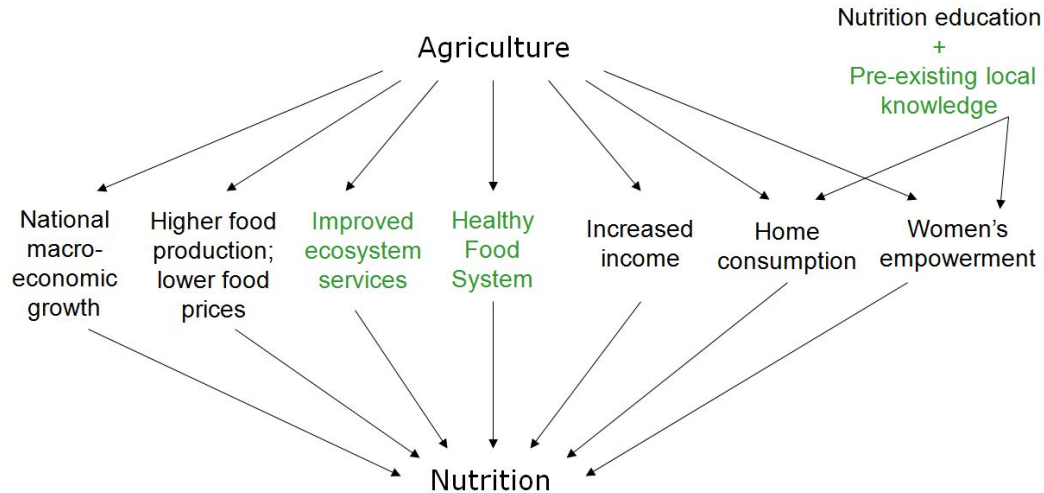 Nutrition education
+
Pre-existing local
knowledge
Agriculture
National
macro-
economic
growth
Higher food
production;
lower food
prices
Improved
ecosystem
services
Healthy
Food
System
Increased
income
Home
consumption
Women’s
empowerment
Nutrition